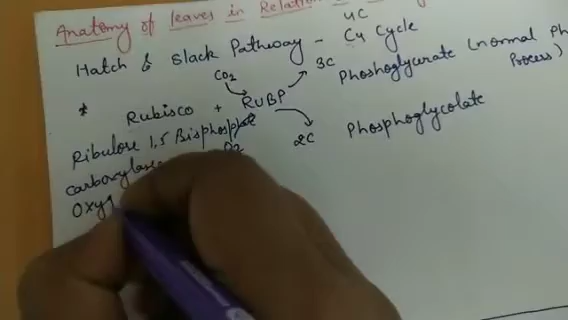 Anatomy of leaves in Relation
Hatch & Slack Pathway - C4 Cycle
4C
CO2
3C Phoshoglycerate (normal Ph
Process)
* Rubisco + RUBP
Ribulose 1,5 Bisphosphate
O2
2C Phosphoglycolate
carboxylase
Oxyg